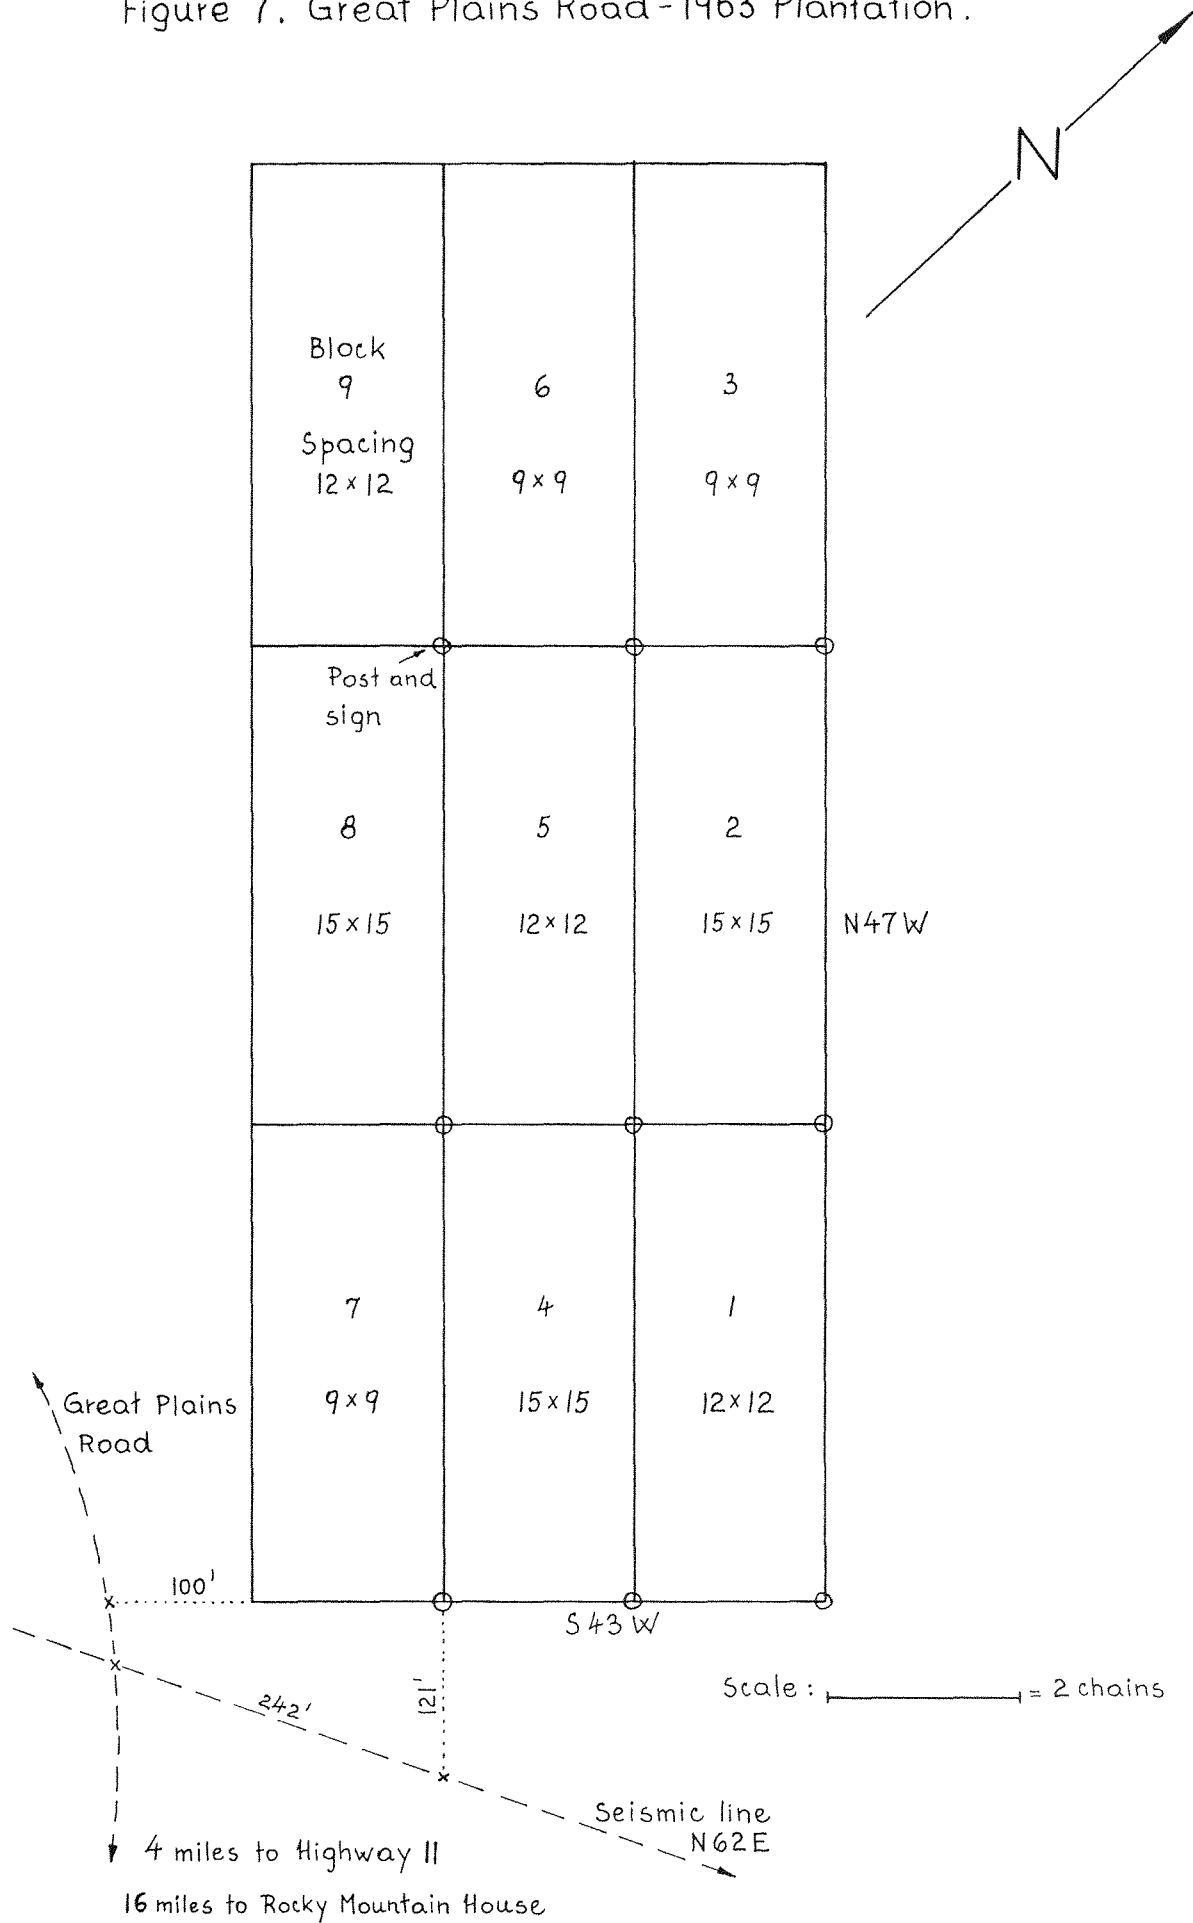 Figure 7. Great Plains Road - 1963 Plantation.
N
Block
9
6
3
Spacing
12 × 12
9 × 9
9 × 9
Post and
sign
8
5
2
15 × 15
12 × 12
15 × 15
N47W
7
4
1
9 × 9
15 × 15
12 × 12
Great Plains
Road
100'
S 43 W
242'
121'
Scale : = 2 chains
Seismic line
N62E
4 miles to Highway 11
16 miles to Rocky Mountain House